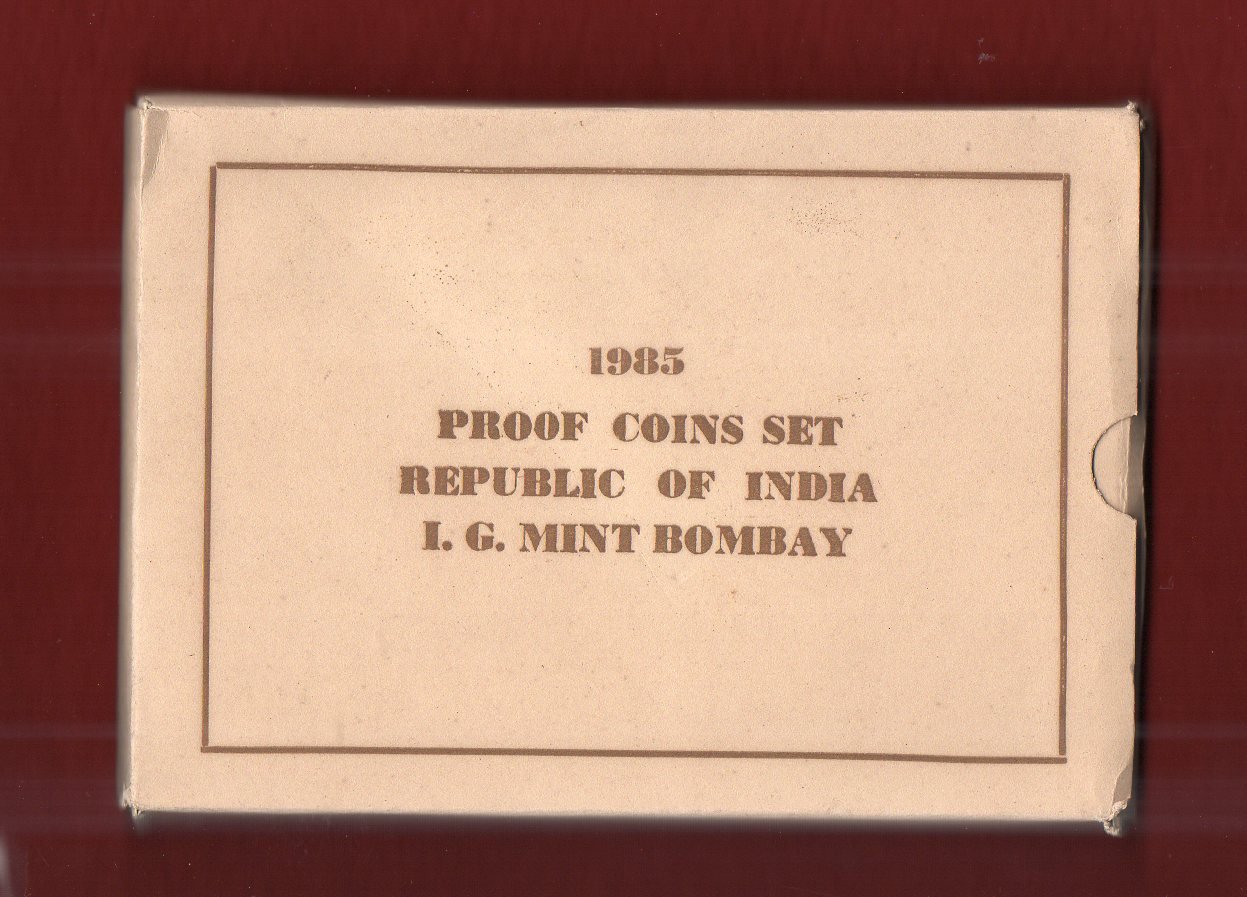 1985
PROOF COINS SET
REPUBLIC OF INDIA
I. G. MINT BOMBAY